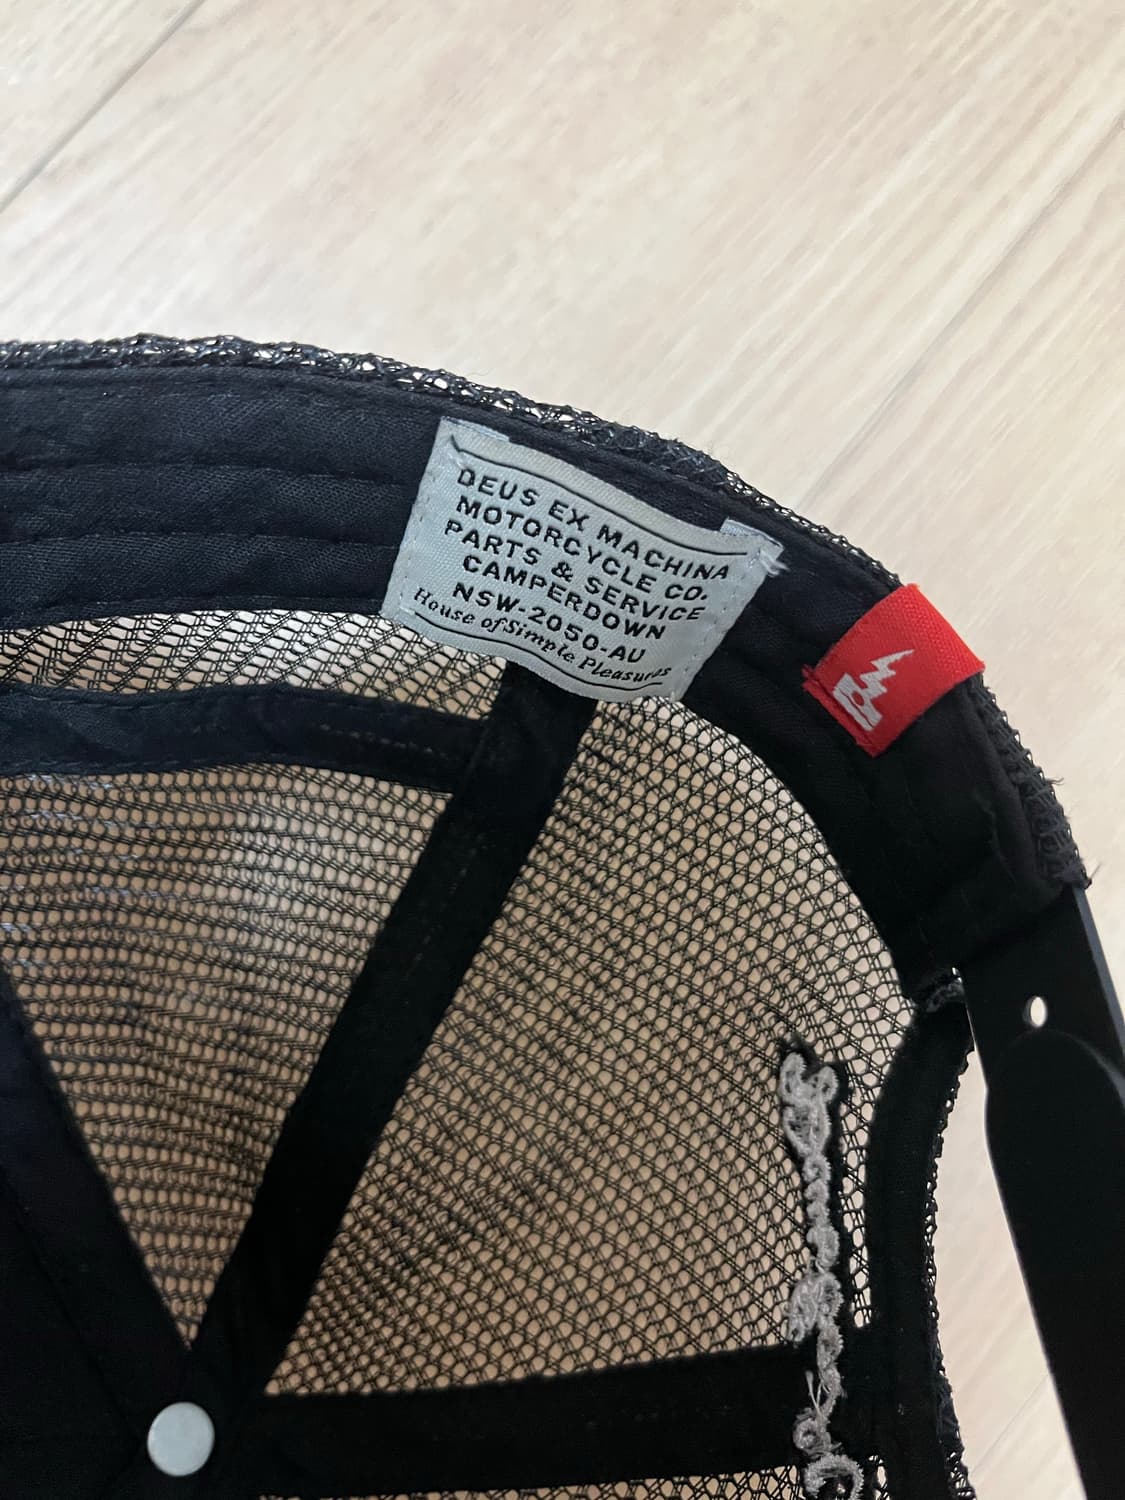 DEUS EX MACHINA
MOTORCYCLE CO.
PARTS & SERVICE
CAMPERDOWN
NSW-2050-AU
House of Simple Pleasures